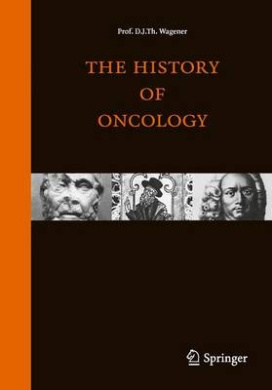 Prof. D.J.Th. Wagener
THE HISTORY
OF
ONCOLOGY
Springer